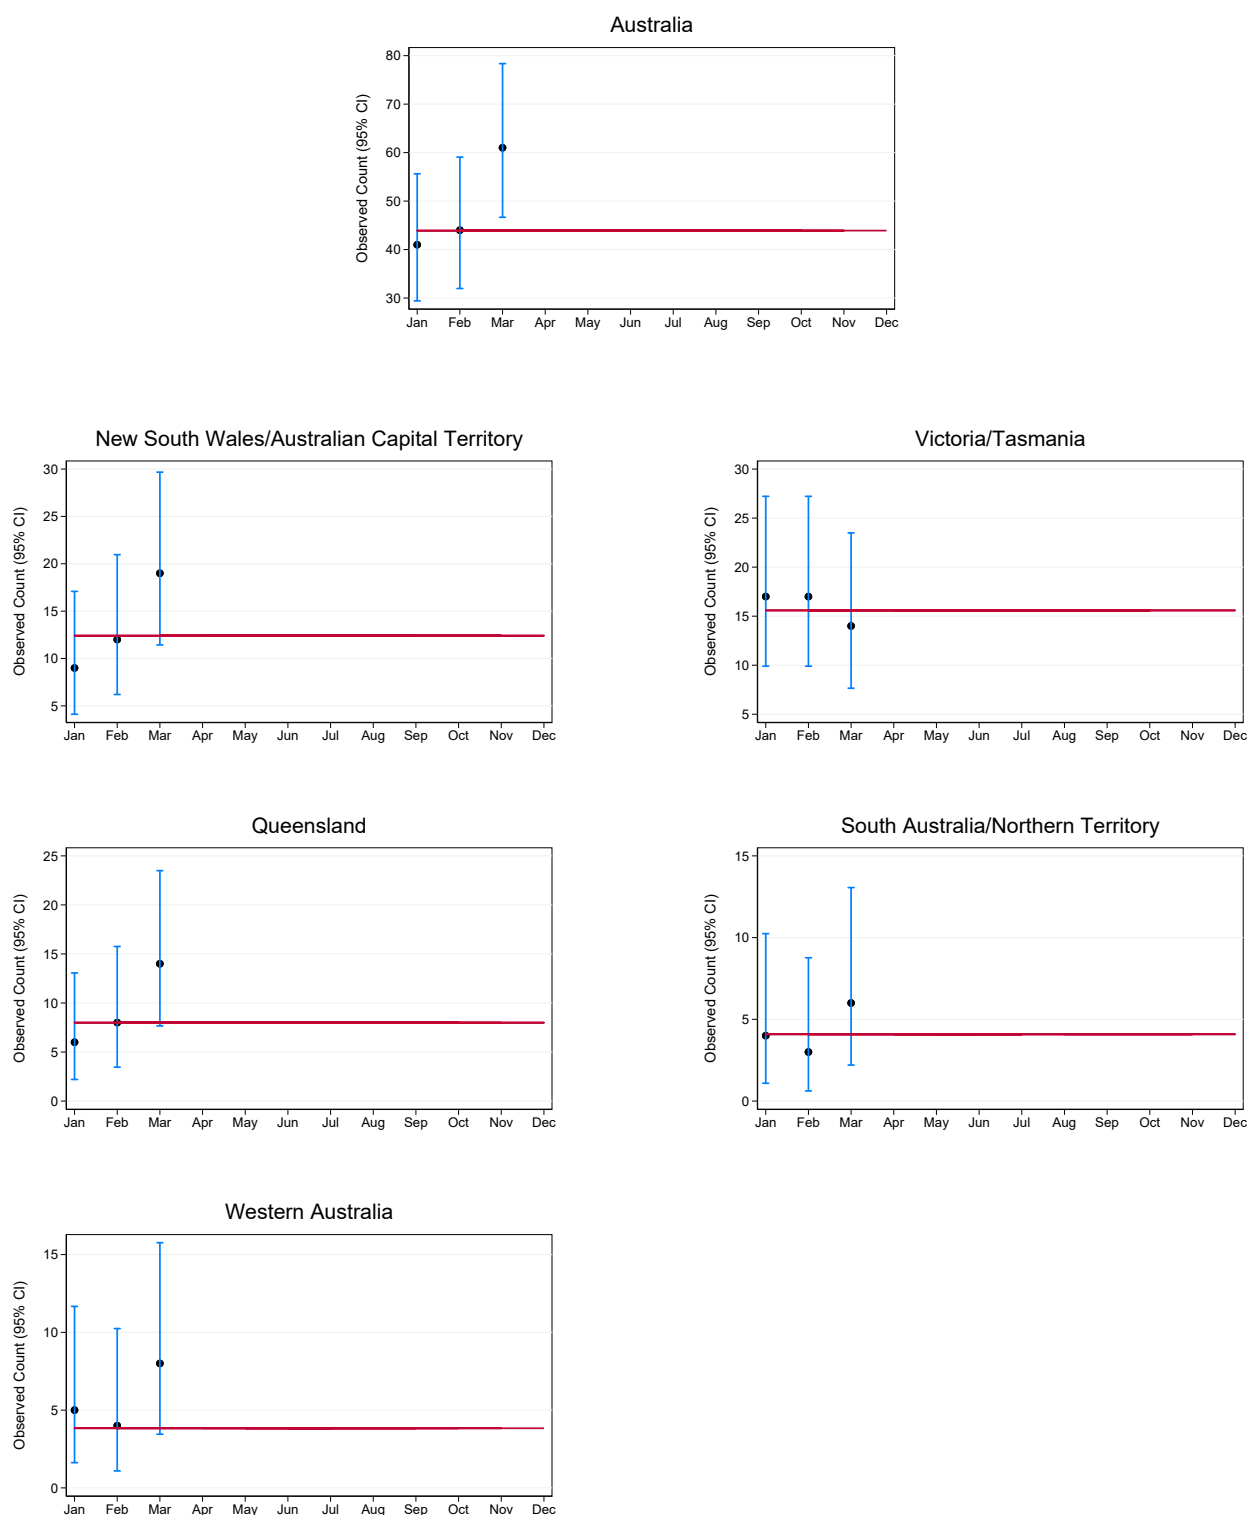 Australia
Observed Count (95% CI)
80
70
60
50
40
30
Jan Feb Mar Apr May Jun Jul Aug Sep Oct Nov Dec
New South Wales/Australian Capital Territory
Observed Count (95% CI)
30
25
20
15
10
5
Jan Feb Mar Apr May Jun Jul Aug Sep Oct Nov Dec
Victoria/Tasmania
Observed Count (95% CI)
30
25
20
15
10
5
Jan Feb Mar Apr May Jun Jul Aug Sep Oct Nov Dec
Queensland
Observed Count (95% CI)
25
20
15
10
5
0
Jan Feb Mar Apr May Jun Jul Aug Sep Oct Nov Dec
South Australia/Northern Territory
Observed Count (95% CI)
15
10
5
0
Jan Feb Mar Apr May Jun Jul Aug Sep Oct Nov Dec
Western Australia
Observed Count (95% CI)
15
10
5
0
Jan Feb Mar Apr May Jun Jul Aug Sep Oct Nov Dec